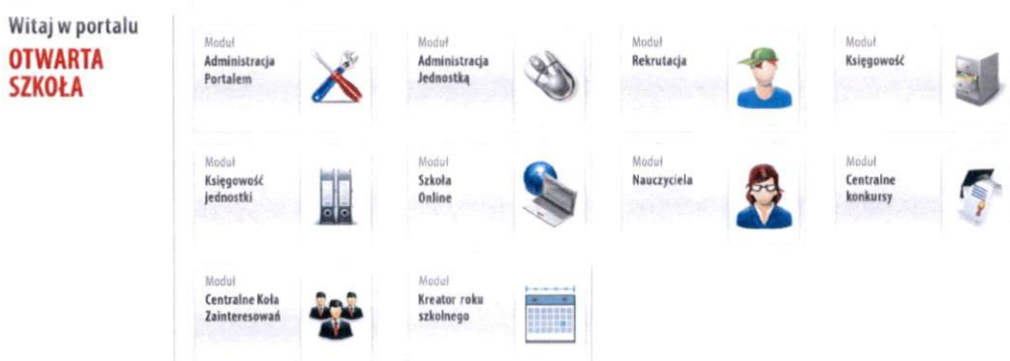 Witaj w portalu
OTWARTA
SZKOŁA
Moduł
Administracja
Portalem
Moduł
Administracja
Jednostką
Moduł
Rekrutacja
Moduł
Księgowość
Moduł
Księgowość
jednostki
Moduł
Szkoła
Online
Moduł
Nauczyciela
Moduł
Centralne
konkursy
Moduł
Centralne Koła
Zainteresowań
Moduł
Kreator roku
szkolnego